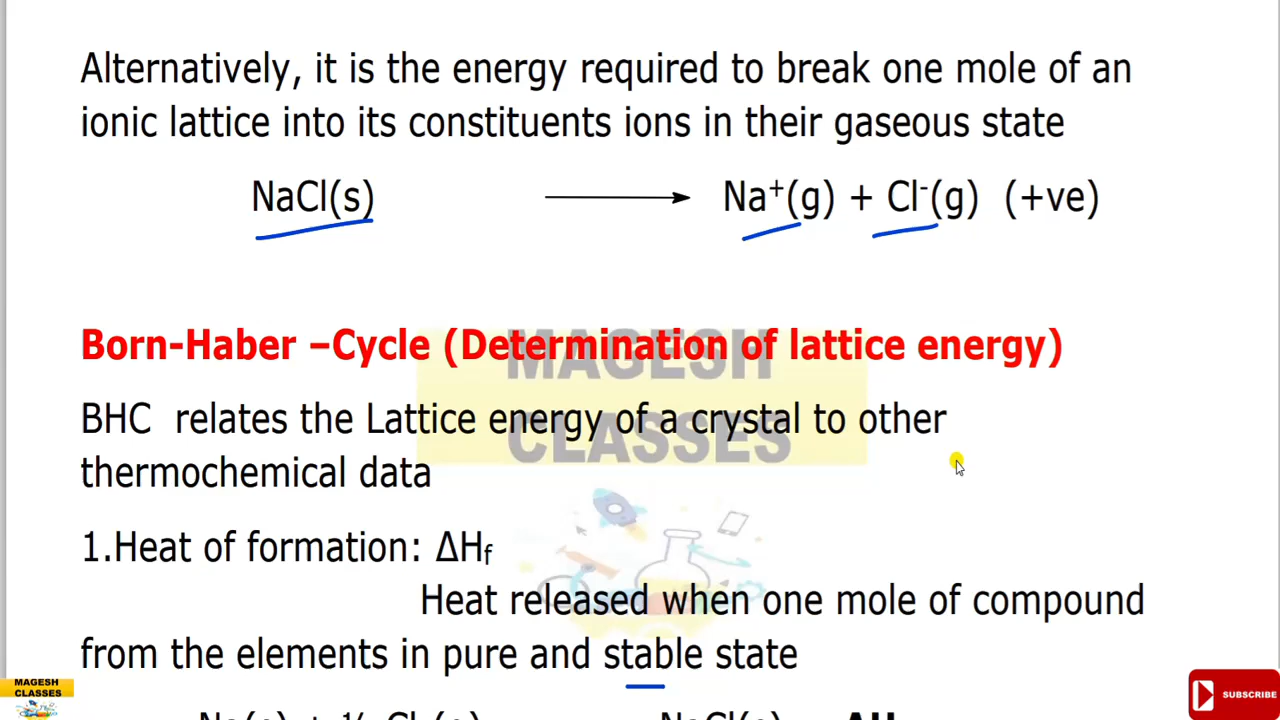 Alternatively, it is the energy required to break one mole of an
ionic lattice into its constituents ions in their gaseous state
NaCl(s) ⟶ Na⁺(g) + Cl⁻(g) (+ve)
Born-Haber –Cycle (Determination of lattice energy)
MAGESH
CLASSES
BHC relates the Lattice energy of a crystal to other
thermochemical data
1.Heat of formation: ΔHf
Heat released when one mole of compound
from the elements in pure and stable state
MAGESH
CLASSES
SUBSCRIBE